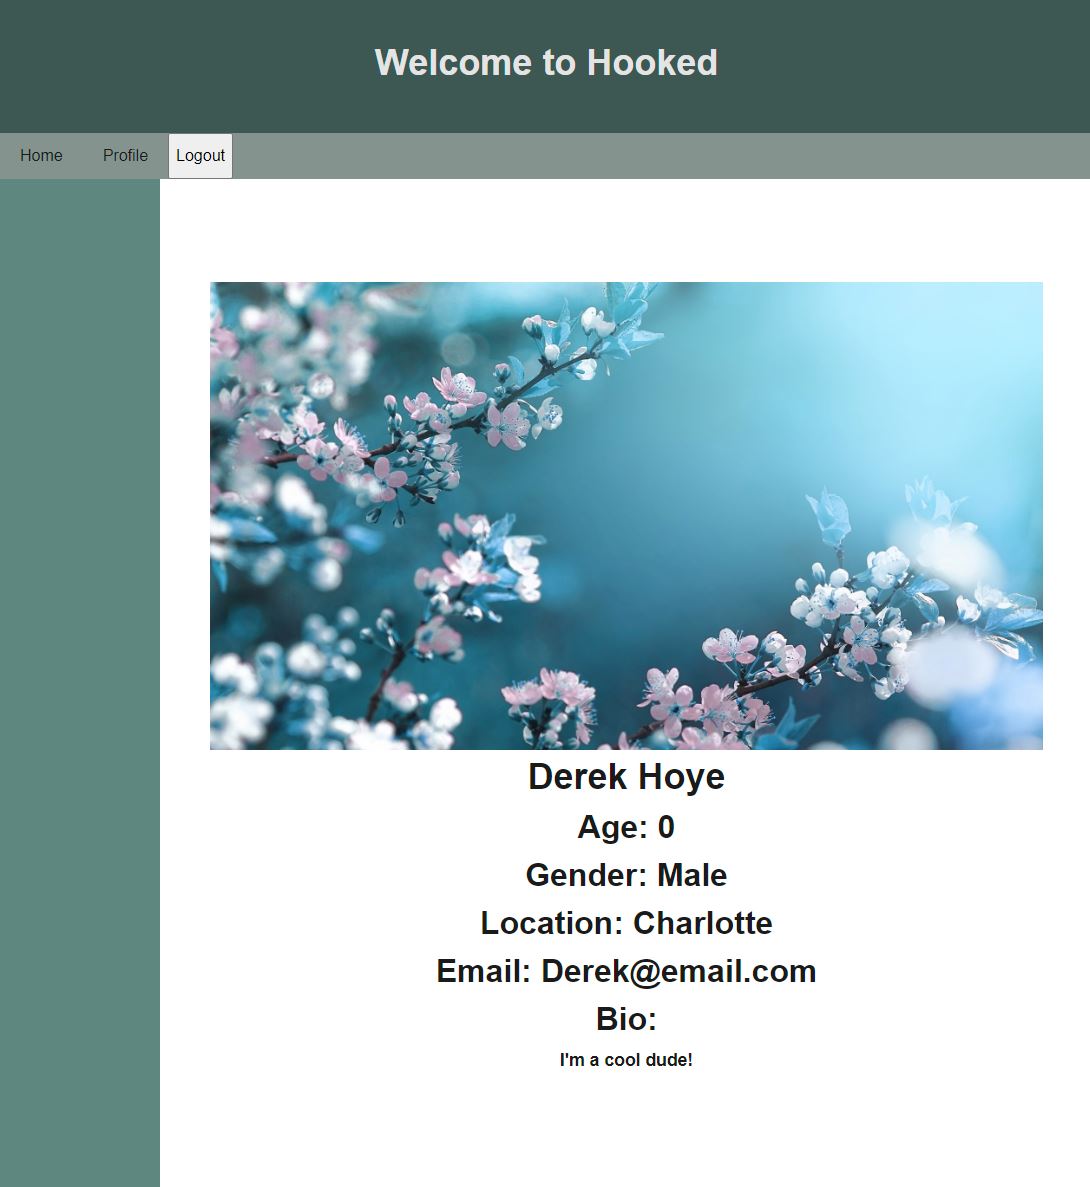 Welcome to Hooked
Home Profile Logout
Derek Hoye
Age: 0
Gender: Male
Location: Charlotte
Email: Derek@email.com
Bio:
I'm a cool dude!